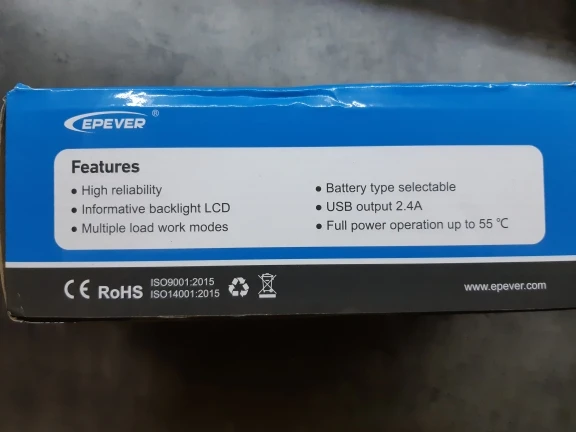 EPEVER ®
Features
● High reliability
● Informative backlight LCD
● Multiple load work modes
● Battery type selectable
● USB output 2.4A
● Full power operation up to 55 ℃
CE RoHS ISO9001:2015
ISO14001:2015
www.epever.com